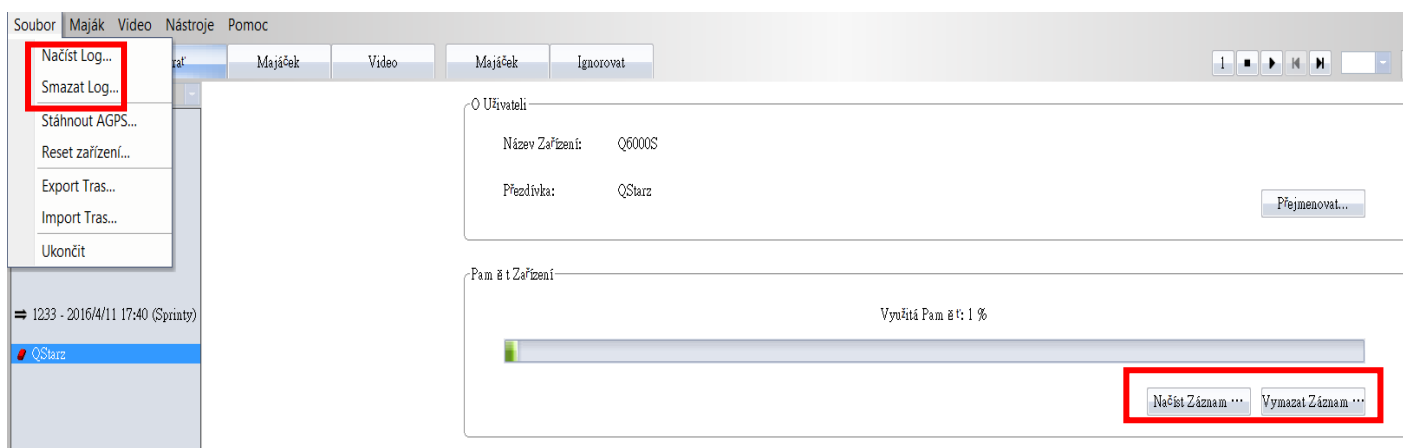 Soubor Maják Video Nástroje Pomoc
Načíst Log...
Smazat Log...
Stáhnout AGPS...
Reset zařízení...
Export Tras...
Import Tras...
Ukončit
Majáček Video Majáček Ignorovat
1
O Uživateli
Název Zařízení: Q6000S
Přezdívka: QStarz
Přejmenovat...
Pam ě t Zařízení
Využitá Pam ě ť: 1 %
Načíst Záznam ... Vymazat Záznam ...
1233 - 2016/4/11 17:40 (Sprinty)
QStarz